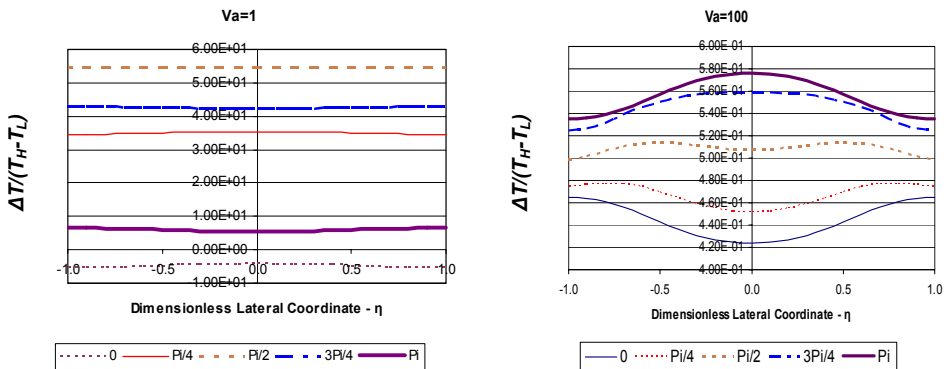 Va=1
ΔT/(T_H-T_L)
6.00E+01
5.00E+01
4.00E+01
3.00E+01
2.00E+01
1.00E+01
0.00E+00
1.00E+01
-1.0 -0.5 0.0 0.5 1.0
Dimensionless Lateral Coordinate - η
0 Pi/4 Pi/2 3Pi/4 Pi
Va=100
ΔT/(T_H-T_L)
6.00E-01
5.80E-01
5.60E-01
5.40E-01
5.20E-01
5.00E-01
4.80E-01
4.60E-01
4.40E-01
4.20E-01
4.00E-01
-1.0 -0.5 0.0 0.5 1.0
Dimensionless Lateral Coordinate - η
0 Pi/4 Pi/2 3Pi/4 Pi